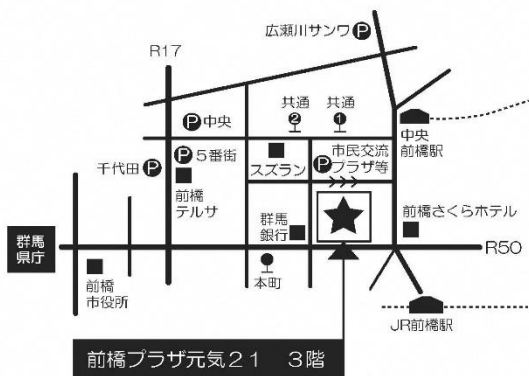 広瀬川サンワ P
R17
P 中央
共通
2
共通
1
中央
前橋駅
千代田 P
P 5番街
前橋
テルサ
スズラン
P 市民交流
プラザ等
群馬
銀行
前橋さくらホテル
群馬
県庁
R50
前橋
市役所
本町
JR前橋駅
前橋プラザ元気21 3階